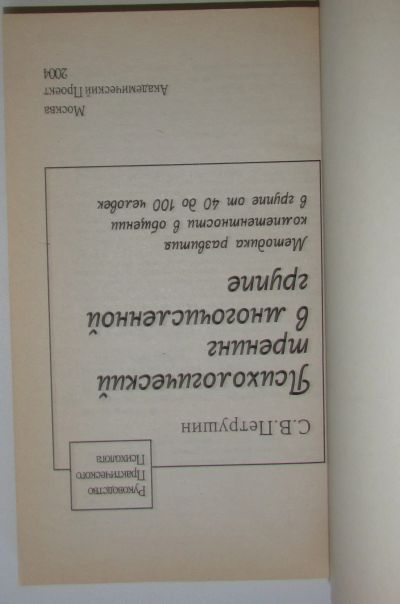 Руководство
Практического
Психолога
С.В.Петрушин
Психологический
тренинг
в многочисленной
группе
Методика развития
компетентности в общении
в группе от 40 до 100 человек
Москва
Академический Проект
2004